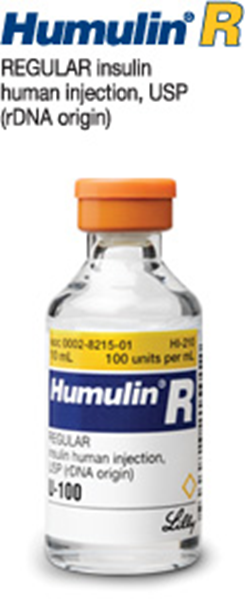 Humulin® R
REGULAR insulin
human injection, USP
(rDNA origin)
NDC 0002-8215-01 HI-210
10 mL 100 units per mL
Humulin® R
REGULAR
insulin human injection,
USP (rDNA origin)
U-100
Lilly